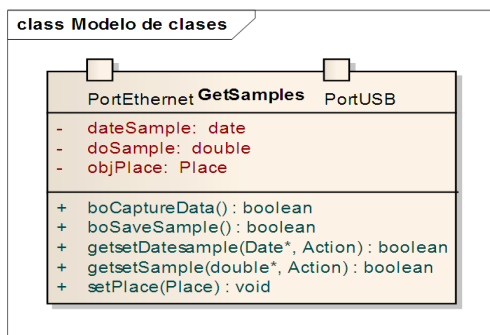 class Modelo de clases
PortEthernet GetSamples PortUSB
- dateSample: date
- doSample: double
- objPlace: Place
+ boCaptureData() : boolean
+ boSaveSample() : boolean
+ getsetDatesample(Date*, Action) : boolean
+ getsetSample(double*, Action) : boolean
+ setPlace(Place) : void